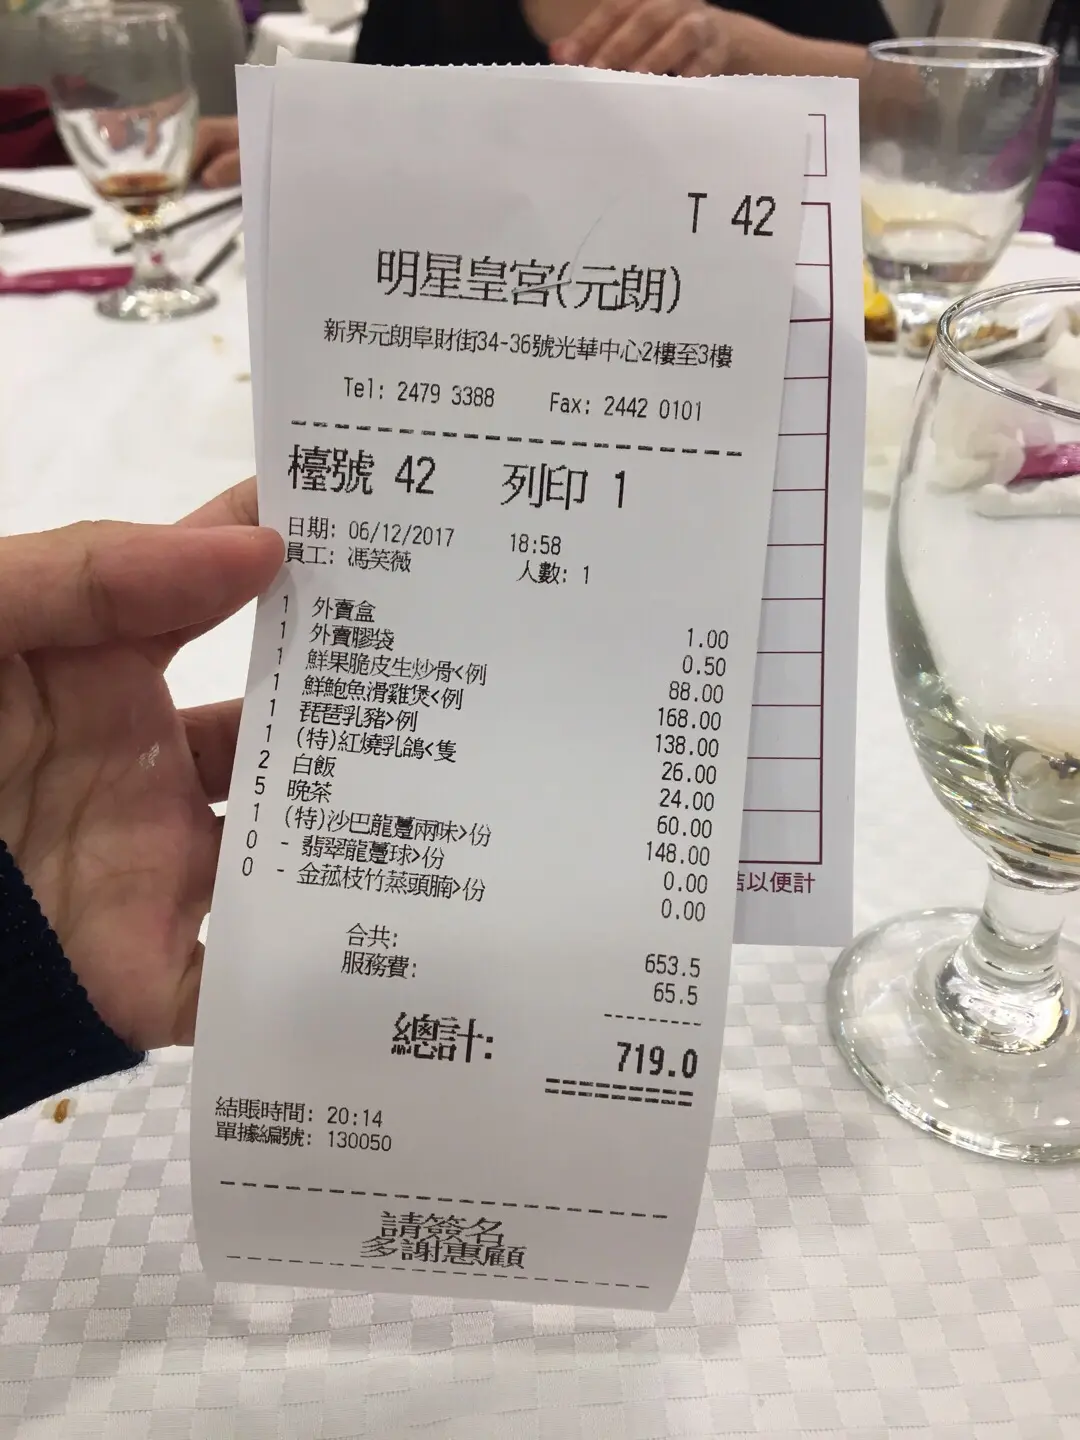 T 42
明星皇宮(元朗)
新界元朗阜財街34-36號光華中心2樓至3樓
Tel: 2479 3388 Fax: 2442 0101
檯號 42 列印 1
日期: 06/12/2017 18:58
員工: 馮笑薇 人數: 1
1 外賣盒 1.00
1 外賣膠袋 0.50
1 鮮果脆皮生炒骨<例 88.00
1 鮮鮑魚滑雞煲<例 168.00
1 琵琶乳豬>例 138.00
1 (特)紅燒乳鴿<隻 26.00
2 白飯 24.00
5 晚茶 60.00
1 (特)沙巴龍躉兩味>份 148.00
0 - 翡翠龍躉球>份 0.00
0 - 金菰枝竹蒸頭腩>份 0.00
合共: 653.5
服務費: 65.5
總計: 719.0
結賬時間: 20:14
單據編號: 130050
請簽名
多謝惠顧
以便計